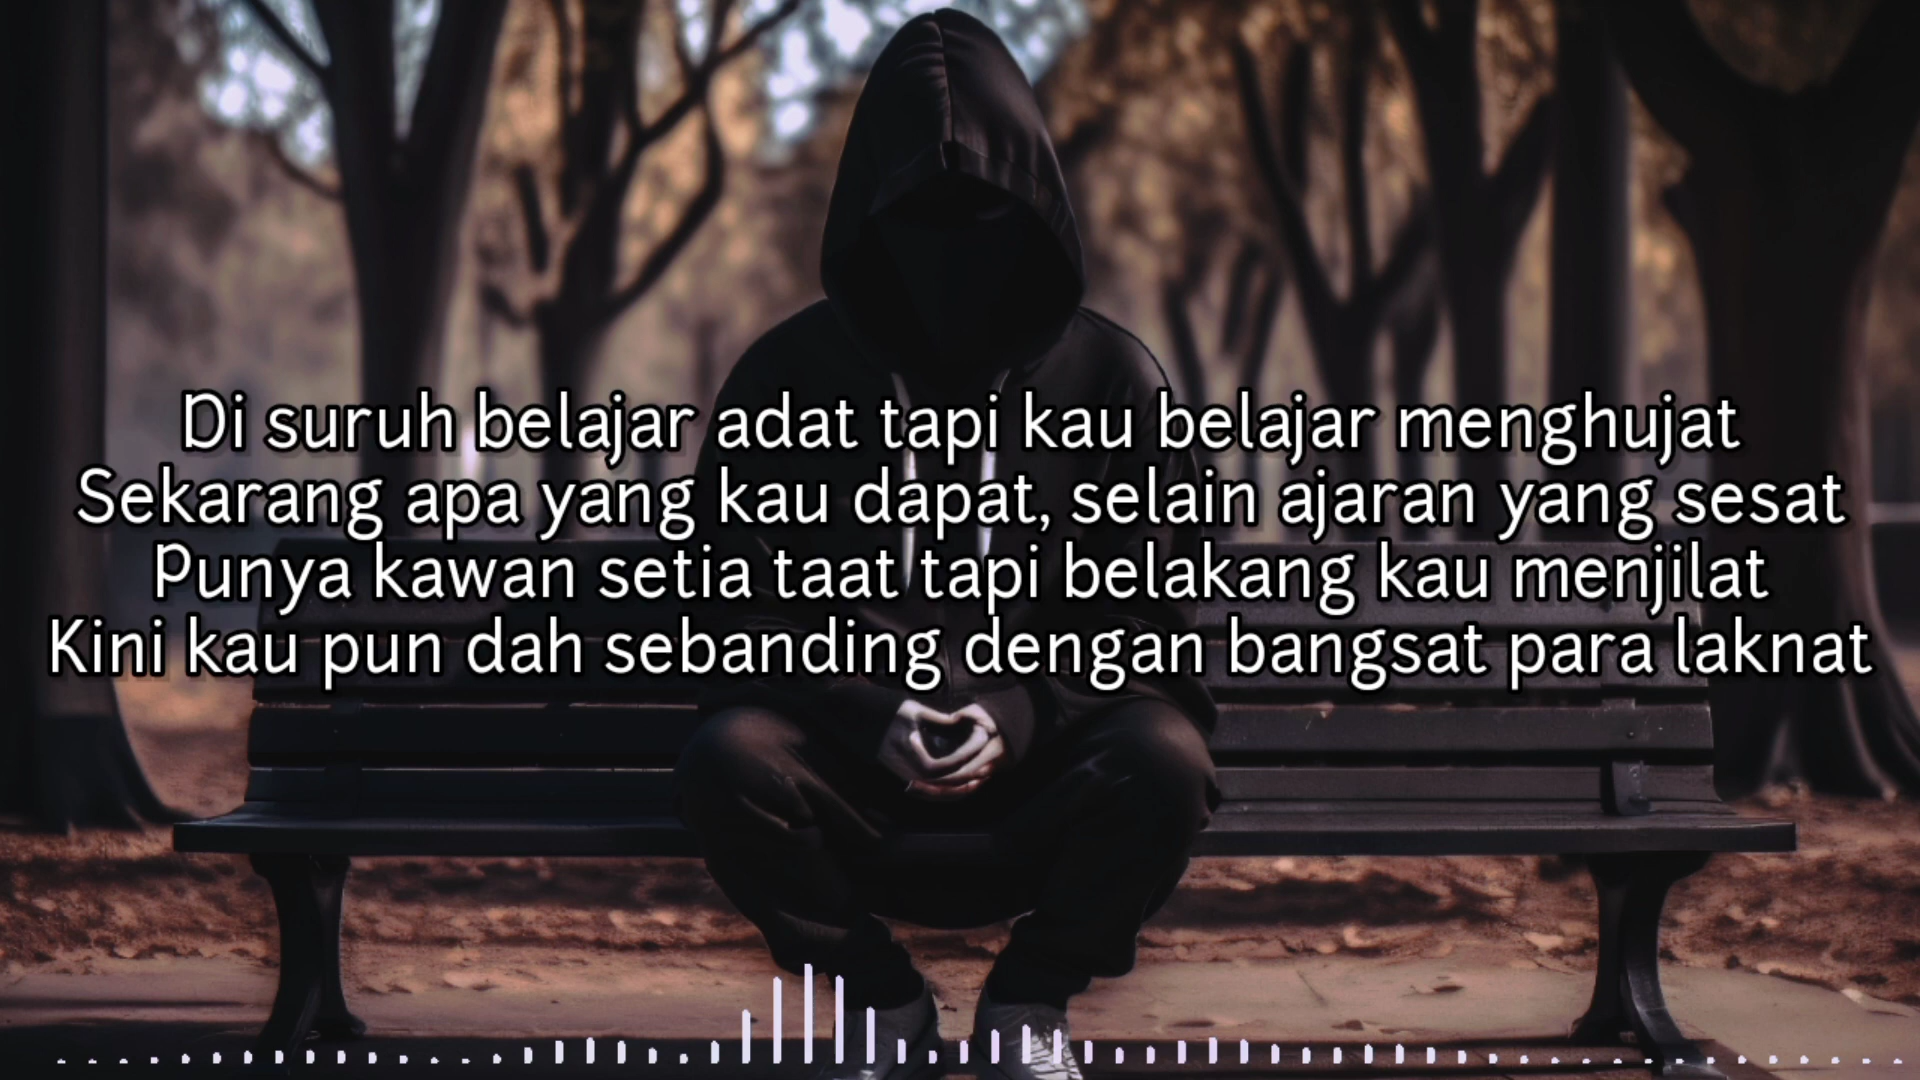 Di suruh belajar adat tapi kau belajar menghujat
Sekarang apa yang kau dapat, selain ajaran yang sesat
Punya kawan setia taat tapi belakang kau menjilat
Kini kau pun dah sebanding dengan bangsat para laknat